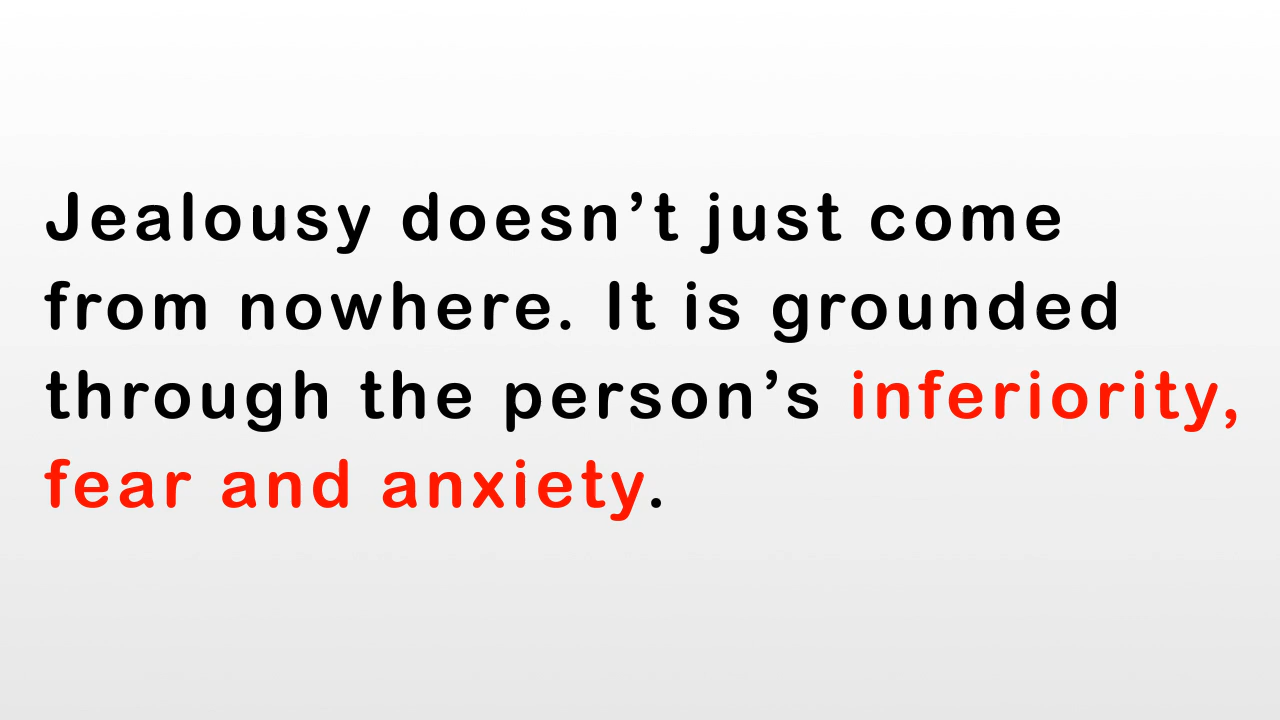 Jealousy doesn’t just come
from nowhere. It is grounded
through the person’s inferiority,
fear and anxiety.